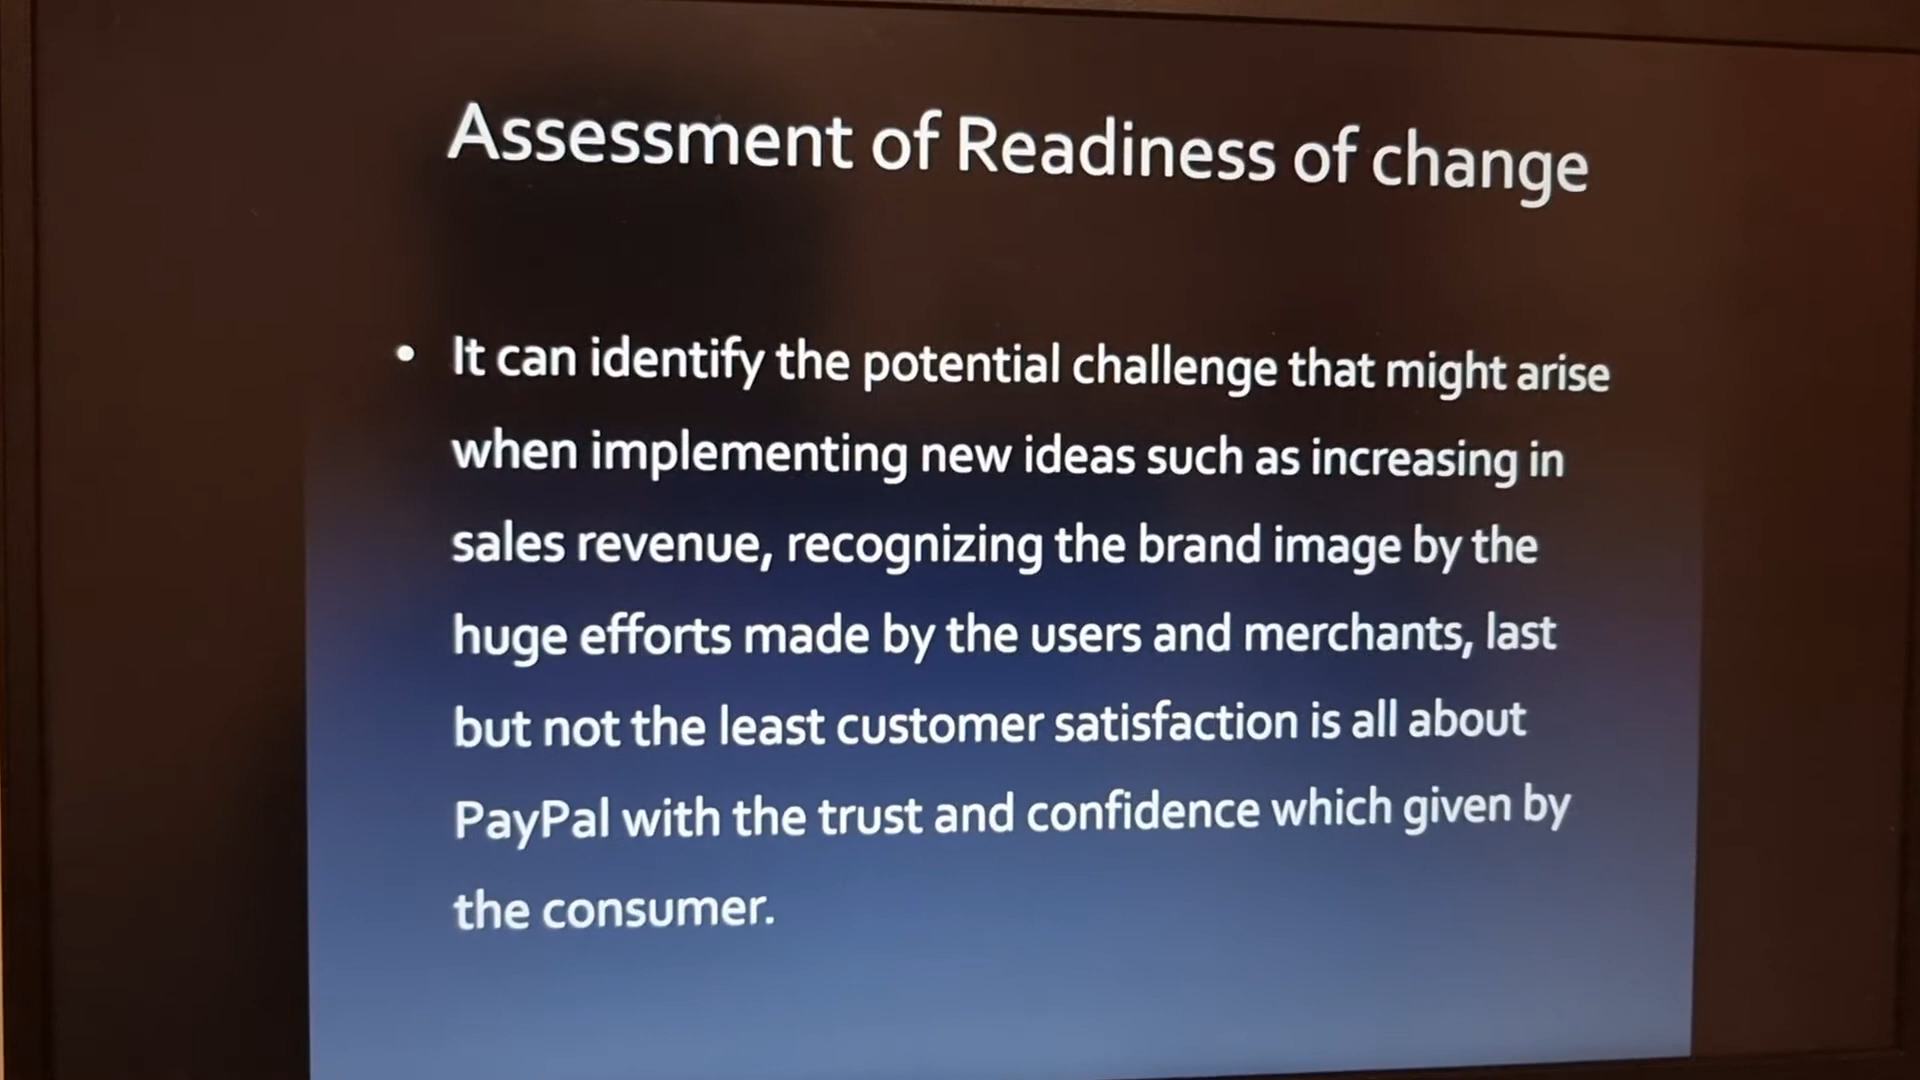 Assessment of Readiness of change
• It can identify the potential challenge that might arise
when implementing new ideas such as increasing in
sales revenue, recognizing the brand image by the
huge efforts made by the users and merchants, last
but not the least customer satisfaction is all about
PayPal with the trust and confidence which given by
the consumer.